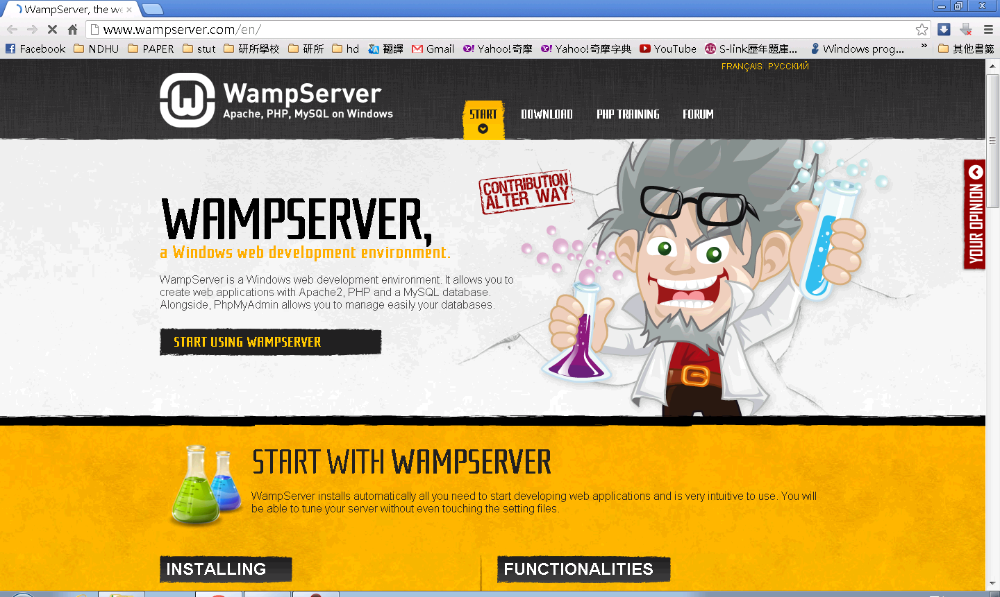 WampServer, the we
www.wampserver.com/en/
Facebook NDHU PAPER stut 研所學校 研所 hd 翻譯 Gmail Yahoo!奇摩 Yahoo!奇摩字典 YouTube S-link歷年題庫... Windows prog... » 其他書籤
FRANÇAIS РУССКИЙ
WampServer
Apache, PHP, MySQL on Windows
START DOWNLOAD PHP TRAINING FORUM
CONTRIBUTION
ALTER WAY
YOUR OPINION
WAMPSERVER,
a Windows web development environment.
WampServer is a Windows web development environment. It allows you to
create web applications with Apache2, PHP and a MySQL database.
Alongside, PhpMyAdmin allows you to manage easily your databases.
START USING WAMPSERVER
START WITH WAMPSERVER
WampServer installs automatically all you need to start developing web applications and is very intuitive to use. You will
be able to tune your server without even touching the setting files.
INSTALLING
FUNCTIONALITIES